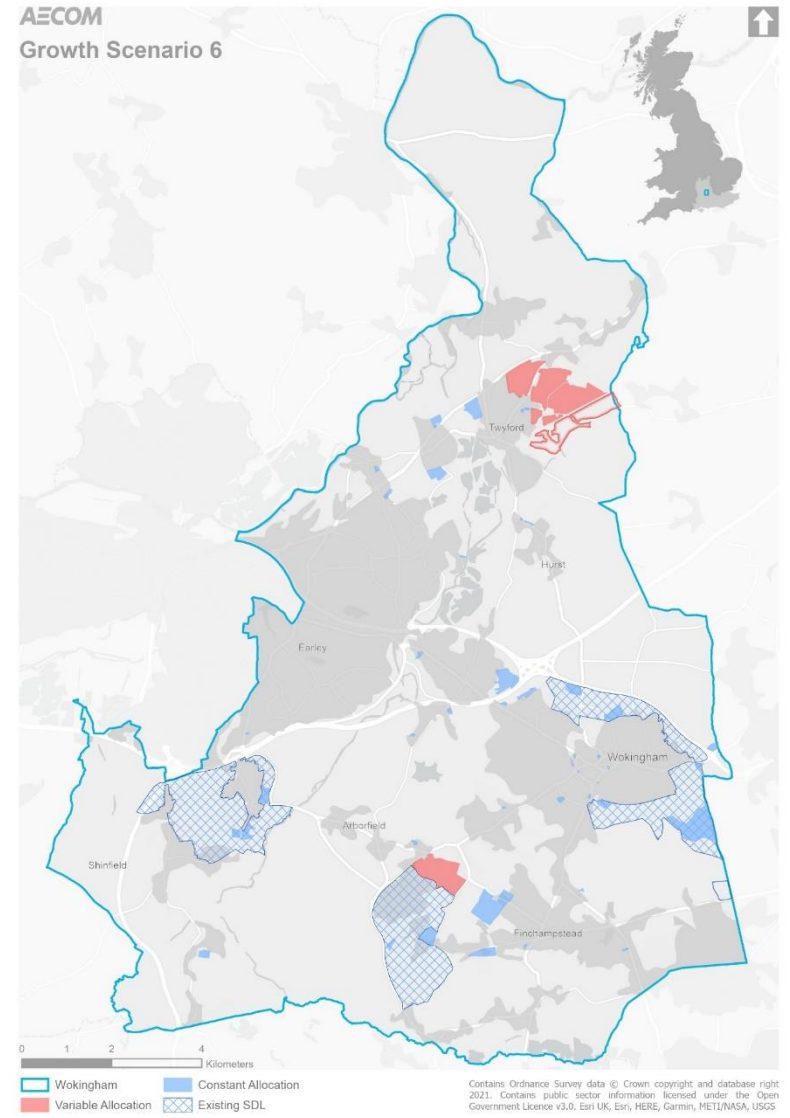 AECOM
Growth Scenario 6
Twyford
Hurst
Earley
Wokingham
Arborfield
Shinfield
Finchampstead
0 1 2 4
Kilometers
Wokingham
Constant Allocation
Variable Allocation
Existing SDL
Contains Ordnance Survey data © Crown copyright and database right
2021. Contains public sector information licensed under the Open
Government Licence v3.0. Esri UK, Esri, HERE, Garmin, METI/NASA, USGS